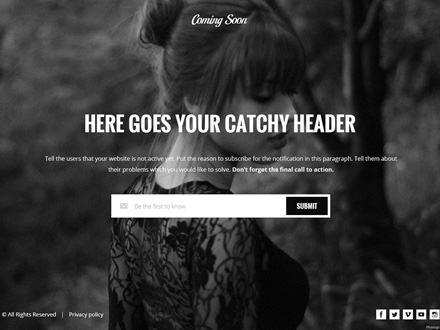 Coming Soon
HERE GOES YOUR CATCHY HEADER
Tell the users that your website is not active yet. Put the reason to subscribe for the notification in this paragraph. Tell them about
their problems which you would like to solve. Don't forget the final call to action.
Be the first to know
SUBMIT
© All Rights Reserved | Privacy policy